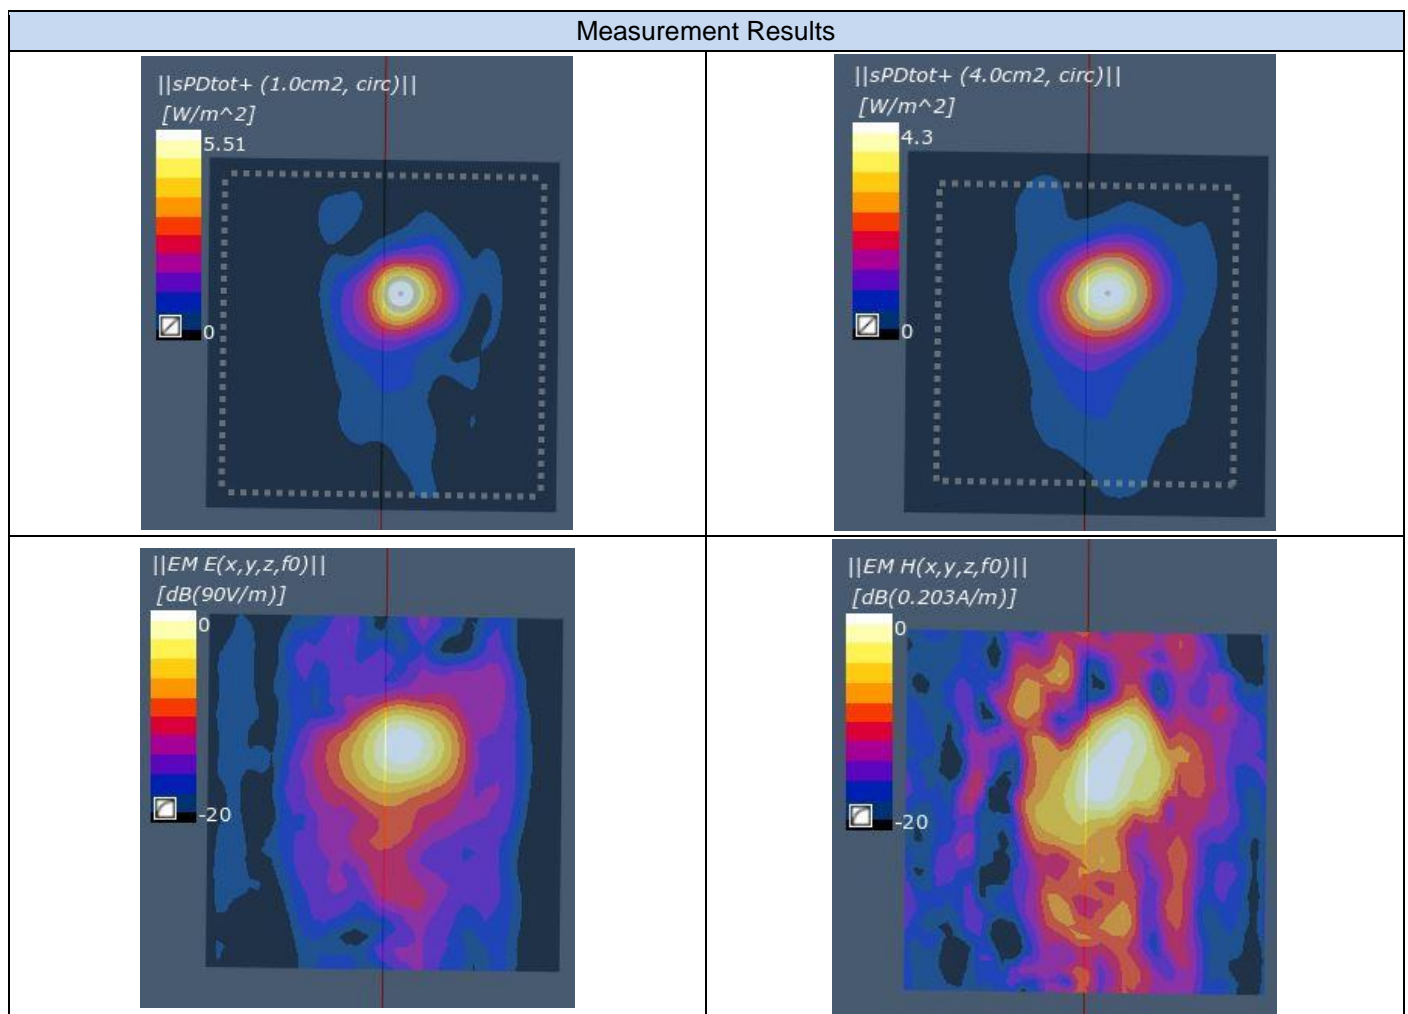 Measurement Results
||sPDtot+ (1.0cm2, circ)||
[W/m^2]
5.51
0
||sPDtot+ (4.0cm2, circ)||
[W/m^2]
4.3
0
||EM E(x,y,z,f0)||
[dB(90V/m)]
0
-20
||EM H(x,y,z,f0)||
[dB(0.203A/m)]
0
-20